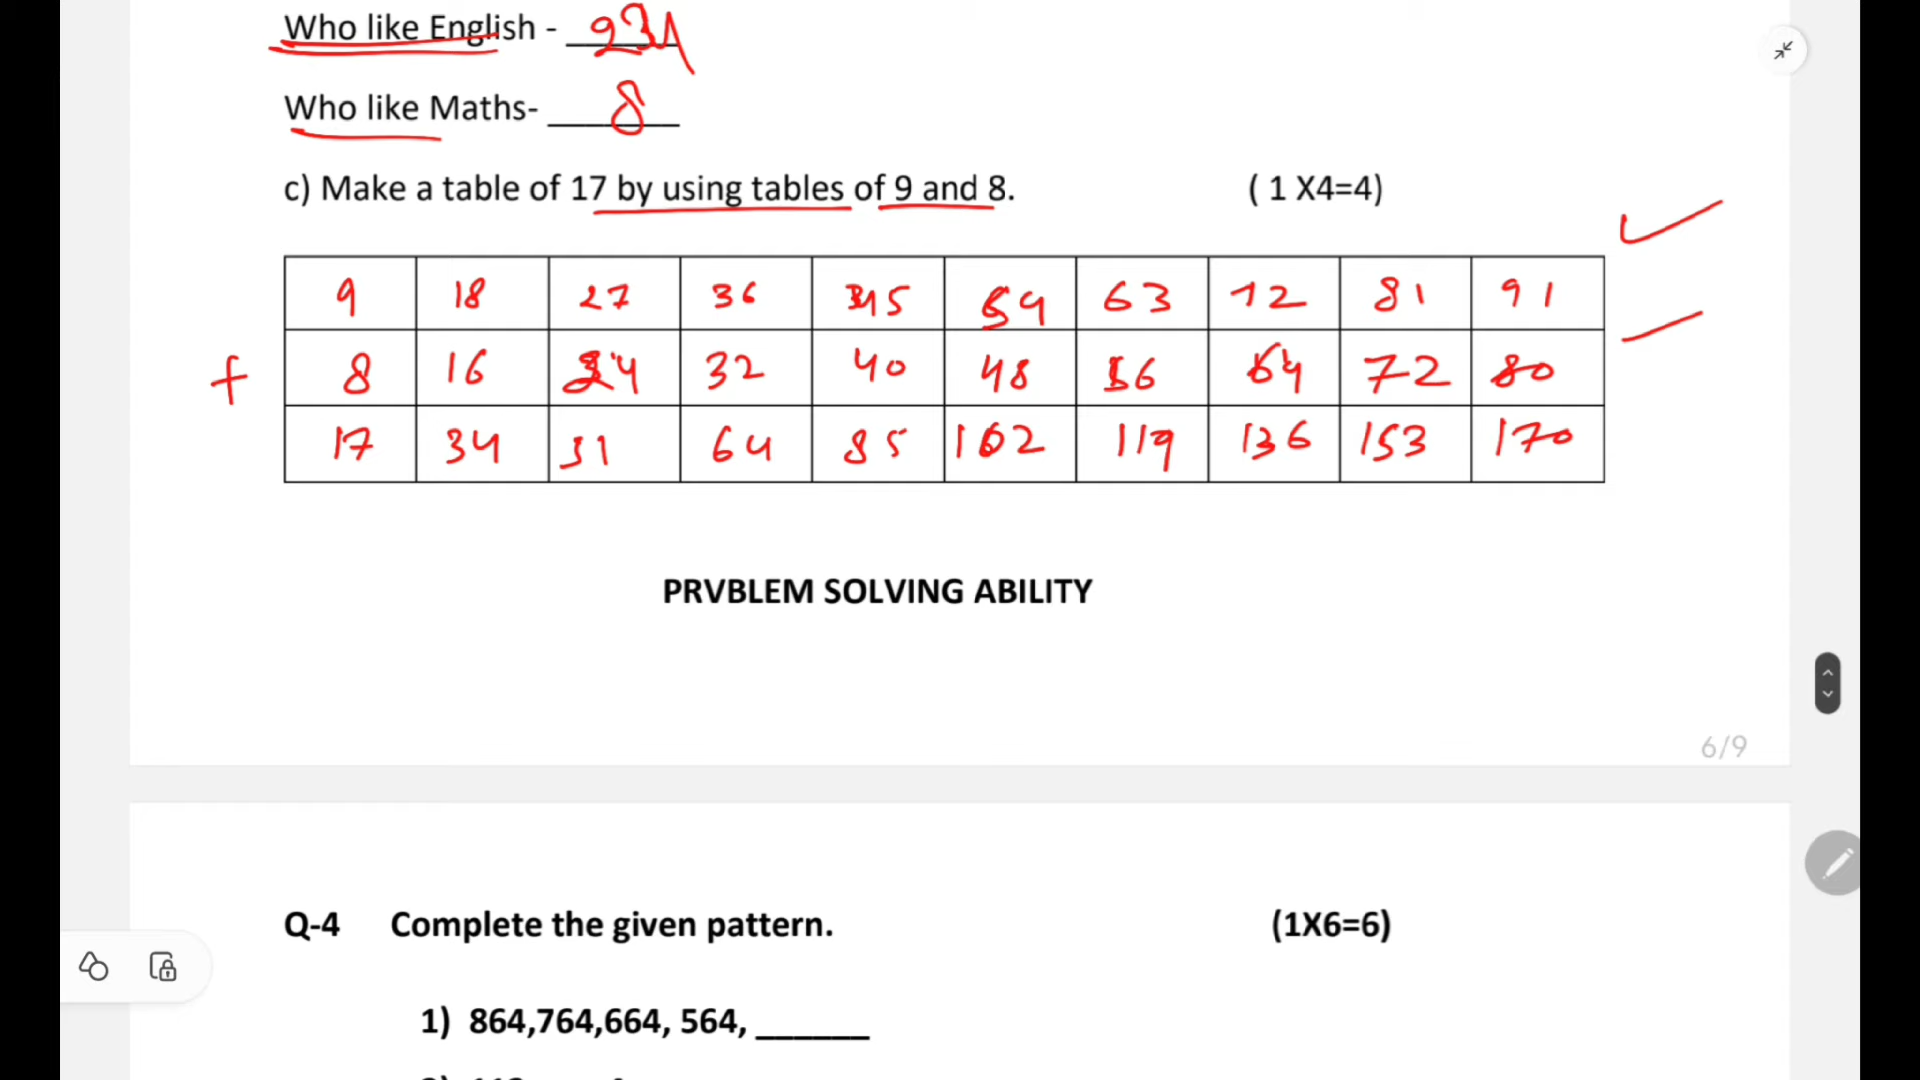 Who like English - 234
Who like Maths- 8
c) Make a table of 17 by using tables of 9 and 8. ( 1 X4=4)
9 18 27 36 45 54 63 72 81 91
+ 8 16 24 32 40 48 56 64 72 80
17 34 31 64 85 102 119 136 153 170
PRVBLEM SOLVING ABILITY
6/9
Q-4 Complete the given pattern. (1X6=6)
1) 864,764,664, 564, ______